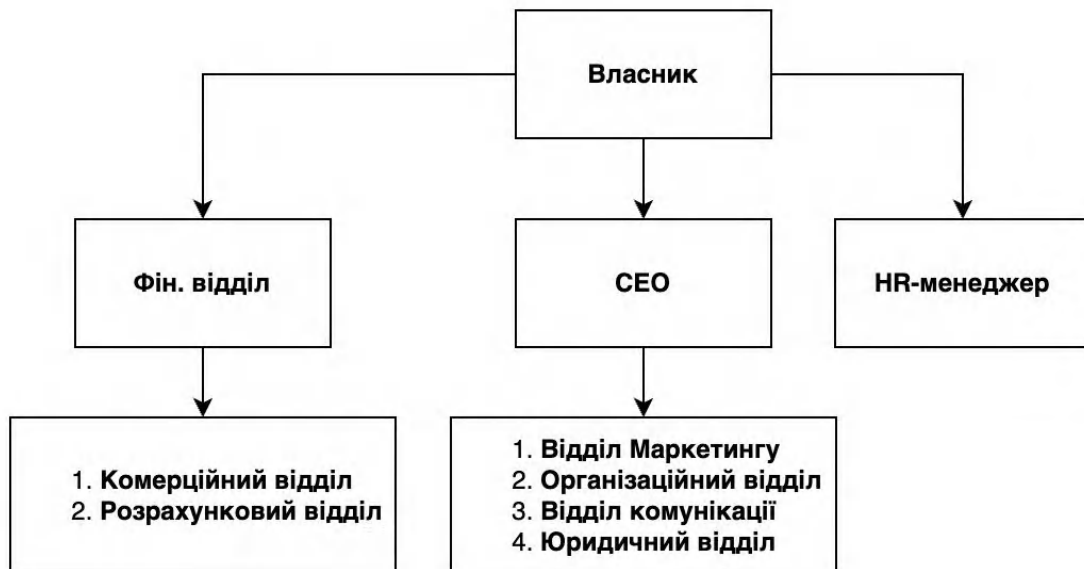 Власник
Фін. відділ
CEO
HR-менеджер
1. Комерційний відділ
2. Розрахунковий відділ
1. Відділ Маркетингу
2. Організаційний відділ
3. Відділ комунікації
4. Юридичний відділ